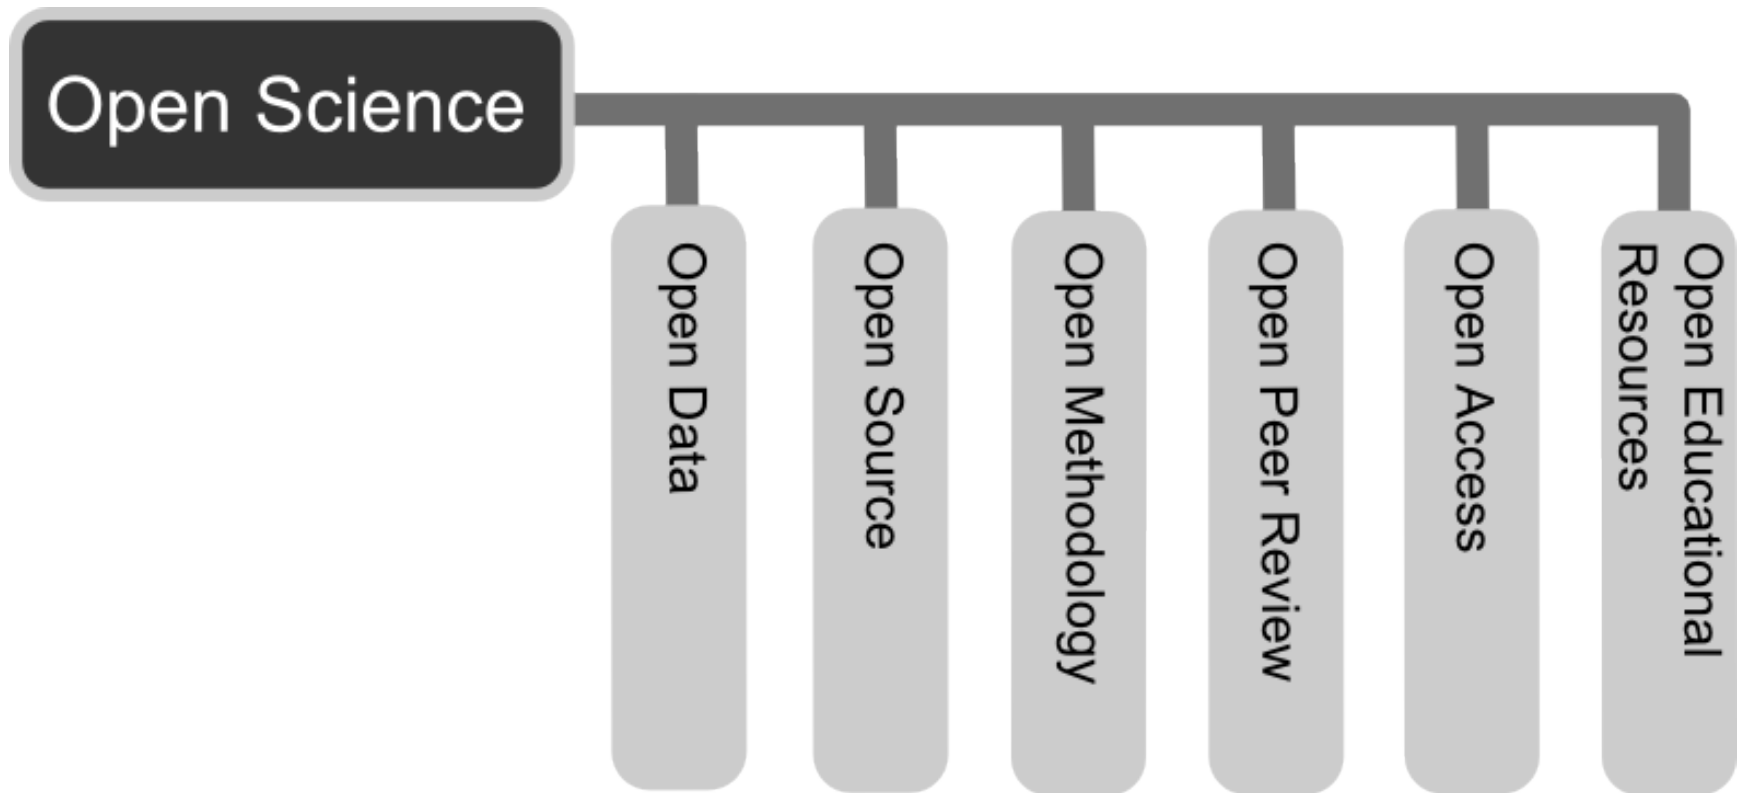 Open Science
Open Data
Open Source
Open Methodology
Open Peer Review
Open Access
Open Educational
Resources